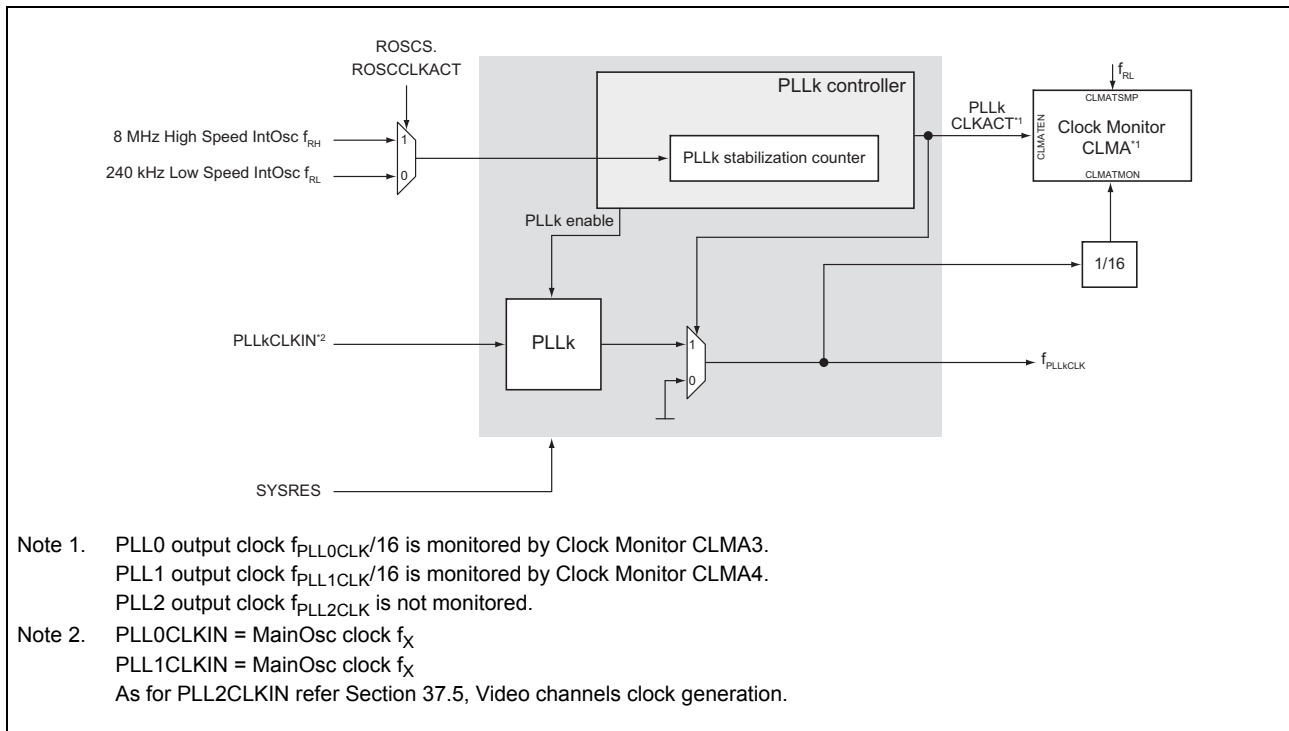 ROSCS.
ROSCCLKACT
8 MHz High Speed IntOsc fRH
240 kHz Low Speed IntOsc fRL
1
0
PLLk controller
PLLk stabilization counter
PLLk enable
PLLk
CLKACT*1
fRL
CLMATSMP
CLMATEN
Clock Monitor
CLMA*1
CLMATMON
1/16
PLLkCLKIN*2
PLLk
1
0
fPLLkCLK
SYSRES
Note 1. PLL0 output clock fPLL0CLK/16 is monitored by Clock Monitor CLMA3.
PLL1 output clock fPLL1CLK/16 is monitored by Clock Monitor CLMA4.
PLL2 output clock fPLL2CLK is not monitored.
Note 2. PLL0CLKIN = MainOsc clock fX
PLL1CLKIN = MainOsc clock fX
As for PLL2CLKIN refer Section 37.5, Video channels clock generation.